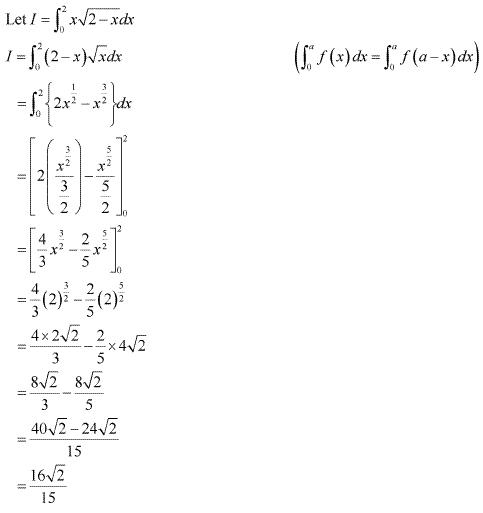 Let I = ∫₀² x√(2−x) dx
I = ∫₀² (2−x)√x dx (∫₀ᵃ f(x) dx = ∫₀ᵃ f(a−x) dx)
= ∫₀² {2x^(1/2) − x^(3/2)} dx
= [2(x^(3/2)/(3/2)) − x^(5/2)/(5/2)]₀²
= [4/3 x^(3/2) − 2/5 x^(5/2)]₀²
= 4/3 (2)^(3/2) − 2/5 (2)^(5/2)
= (4×2√2)/3 − 2/5 × 4√2
= 8√2/3 − 8√2/5
= (40√2 − 24√2)/15
= 16√2/15